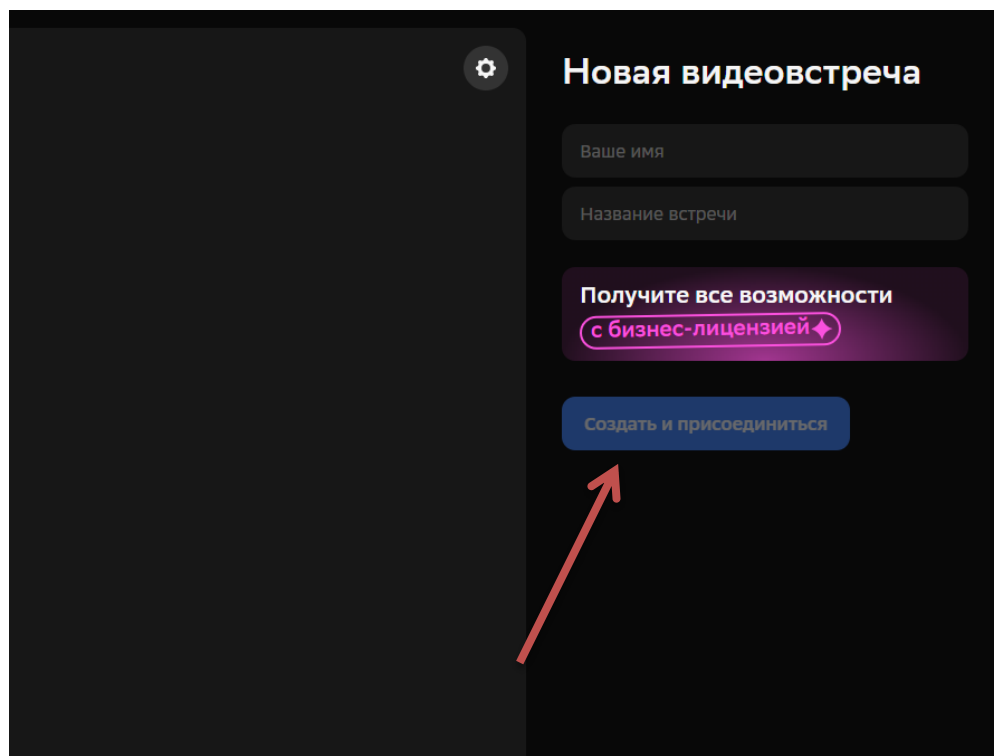 Новая видеовстреча
Ваше имя
Название встречи
Получите все возможности
с бизнес-лицензией
Создать и присоединиться